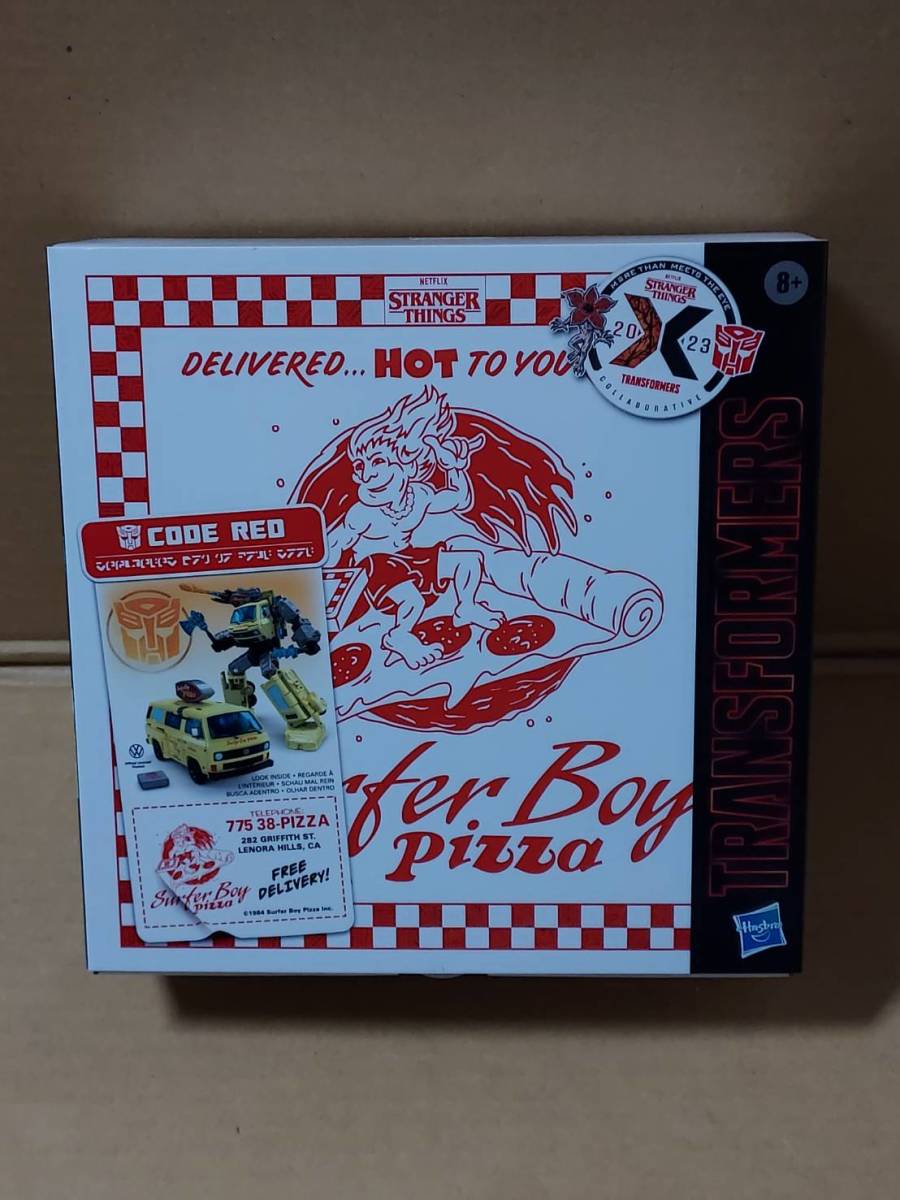 NETFLIX
STRANGER
THINGS
DELIVERED... HOT TO YOU
MORE THAN MEETS THE EYE
NETFLIX
STRANGER
THINGS
20 X 23
TRANSFORMERS
COLLABORATIVE
8+
TRANSFORMERS
CODE RED
LOOK INSIDE • REGARDE À
L'INTÉRIEUR • SCHAU MAL REIN
BUSCA ADENTRO • OLHAR DENTRO
TELEPHONE:
775 38-PIZZA
282 GRIFFITH ST.
LENORA HILLS, CA
FREE
DELIVERY!
Surfer Boy
Pizza
©1984 Surfer Boy Pizza Inc.
rfer Boy
Pizza
Hasbro